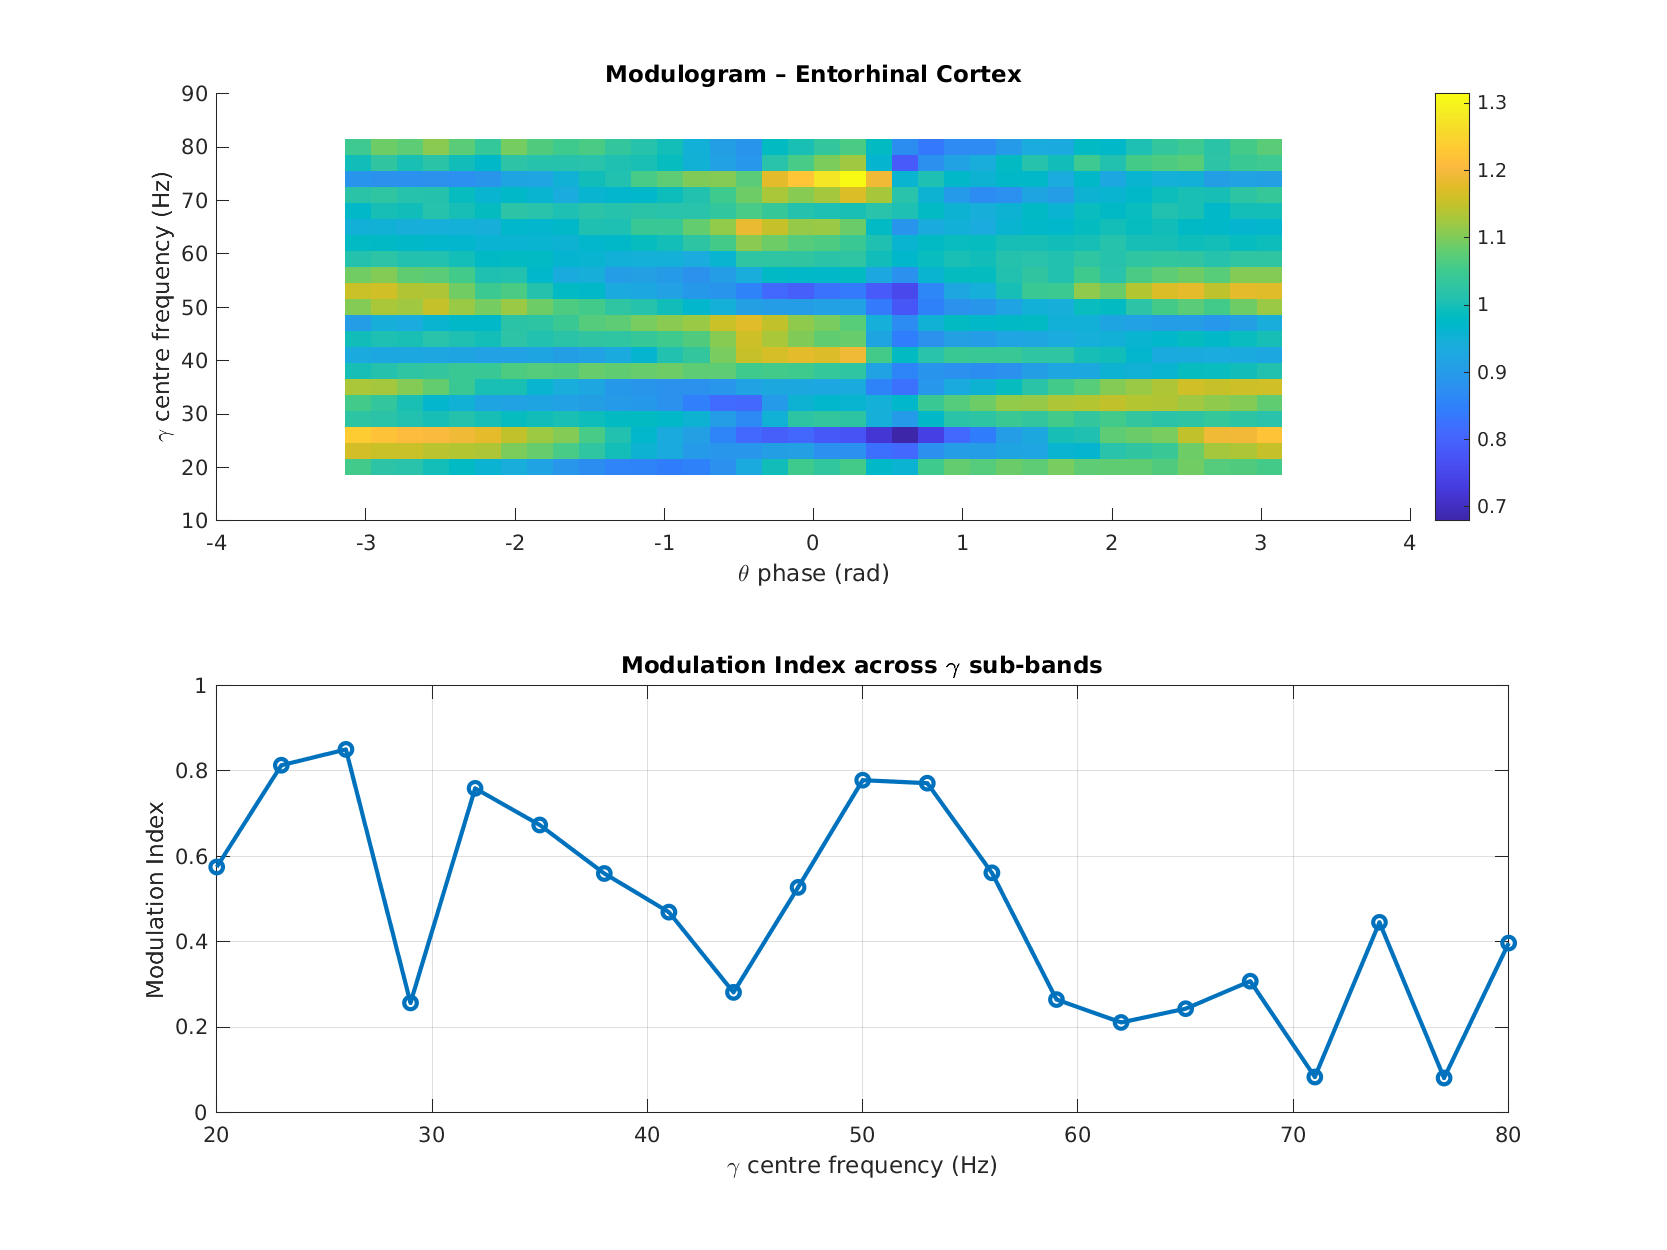 Modulogram – Entorhinal Cortex
90
80
70
60
50
40
30
20
10
γ centre frequency (Hz)
-4 -3 -2 -1 0 1 2 3 4
θ phase (rad)
1.3
1.2
1.1
1
0.9
0.8
0.7
Modulation Index across γ sub-bands
1
0.8
0.6
0.4
0.2
0
Modulation Index
20 30 40 50 60 70 80
γ centre frequency (Hz)